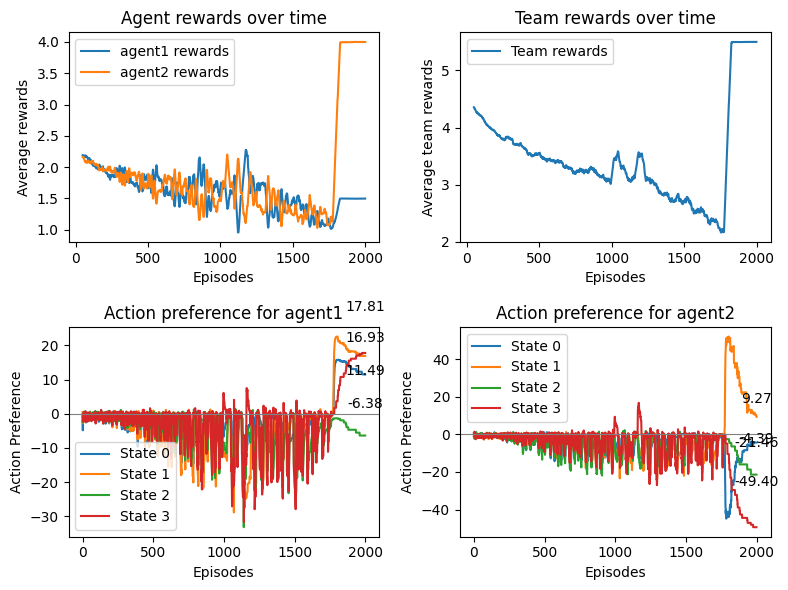 Agent rewards over time
Average rewards
4.0
3.5
3.0
2.5
2.0
1.5
1.0
agent1 rewards
agent2 rewards
0
500
1000
1500
2000
Episodes
Team rewards over time
Average team rewards
5
4
3
2
Team rewards
0
500
1000
1500
2000
Episodes
Action preference for agent1
Action Preference
20
10
0
−10
−20
−30
17.81
16.93
11.49
-6.38
State 0
State 1
State 2
State 3
0
500
1000
1500
2000
Episodes
Action preference for agent2
Action Preference
40
20
0
−20
−40
State 0
State 1
State 2
State 3
9.27
-49.40
0
500
1000
1500
2000
Episodes